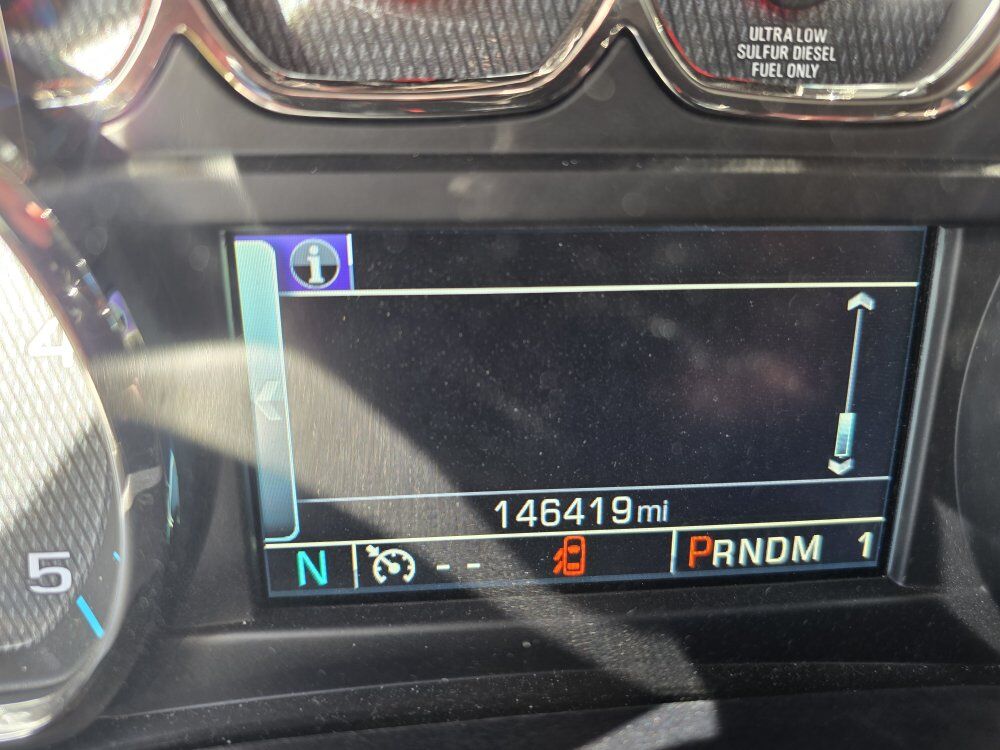 ULTRA LOW
SULFUR DIESEL
FUEL ONLY
i
4
146419mi
N -- PRNDM 1
5